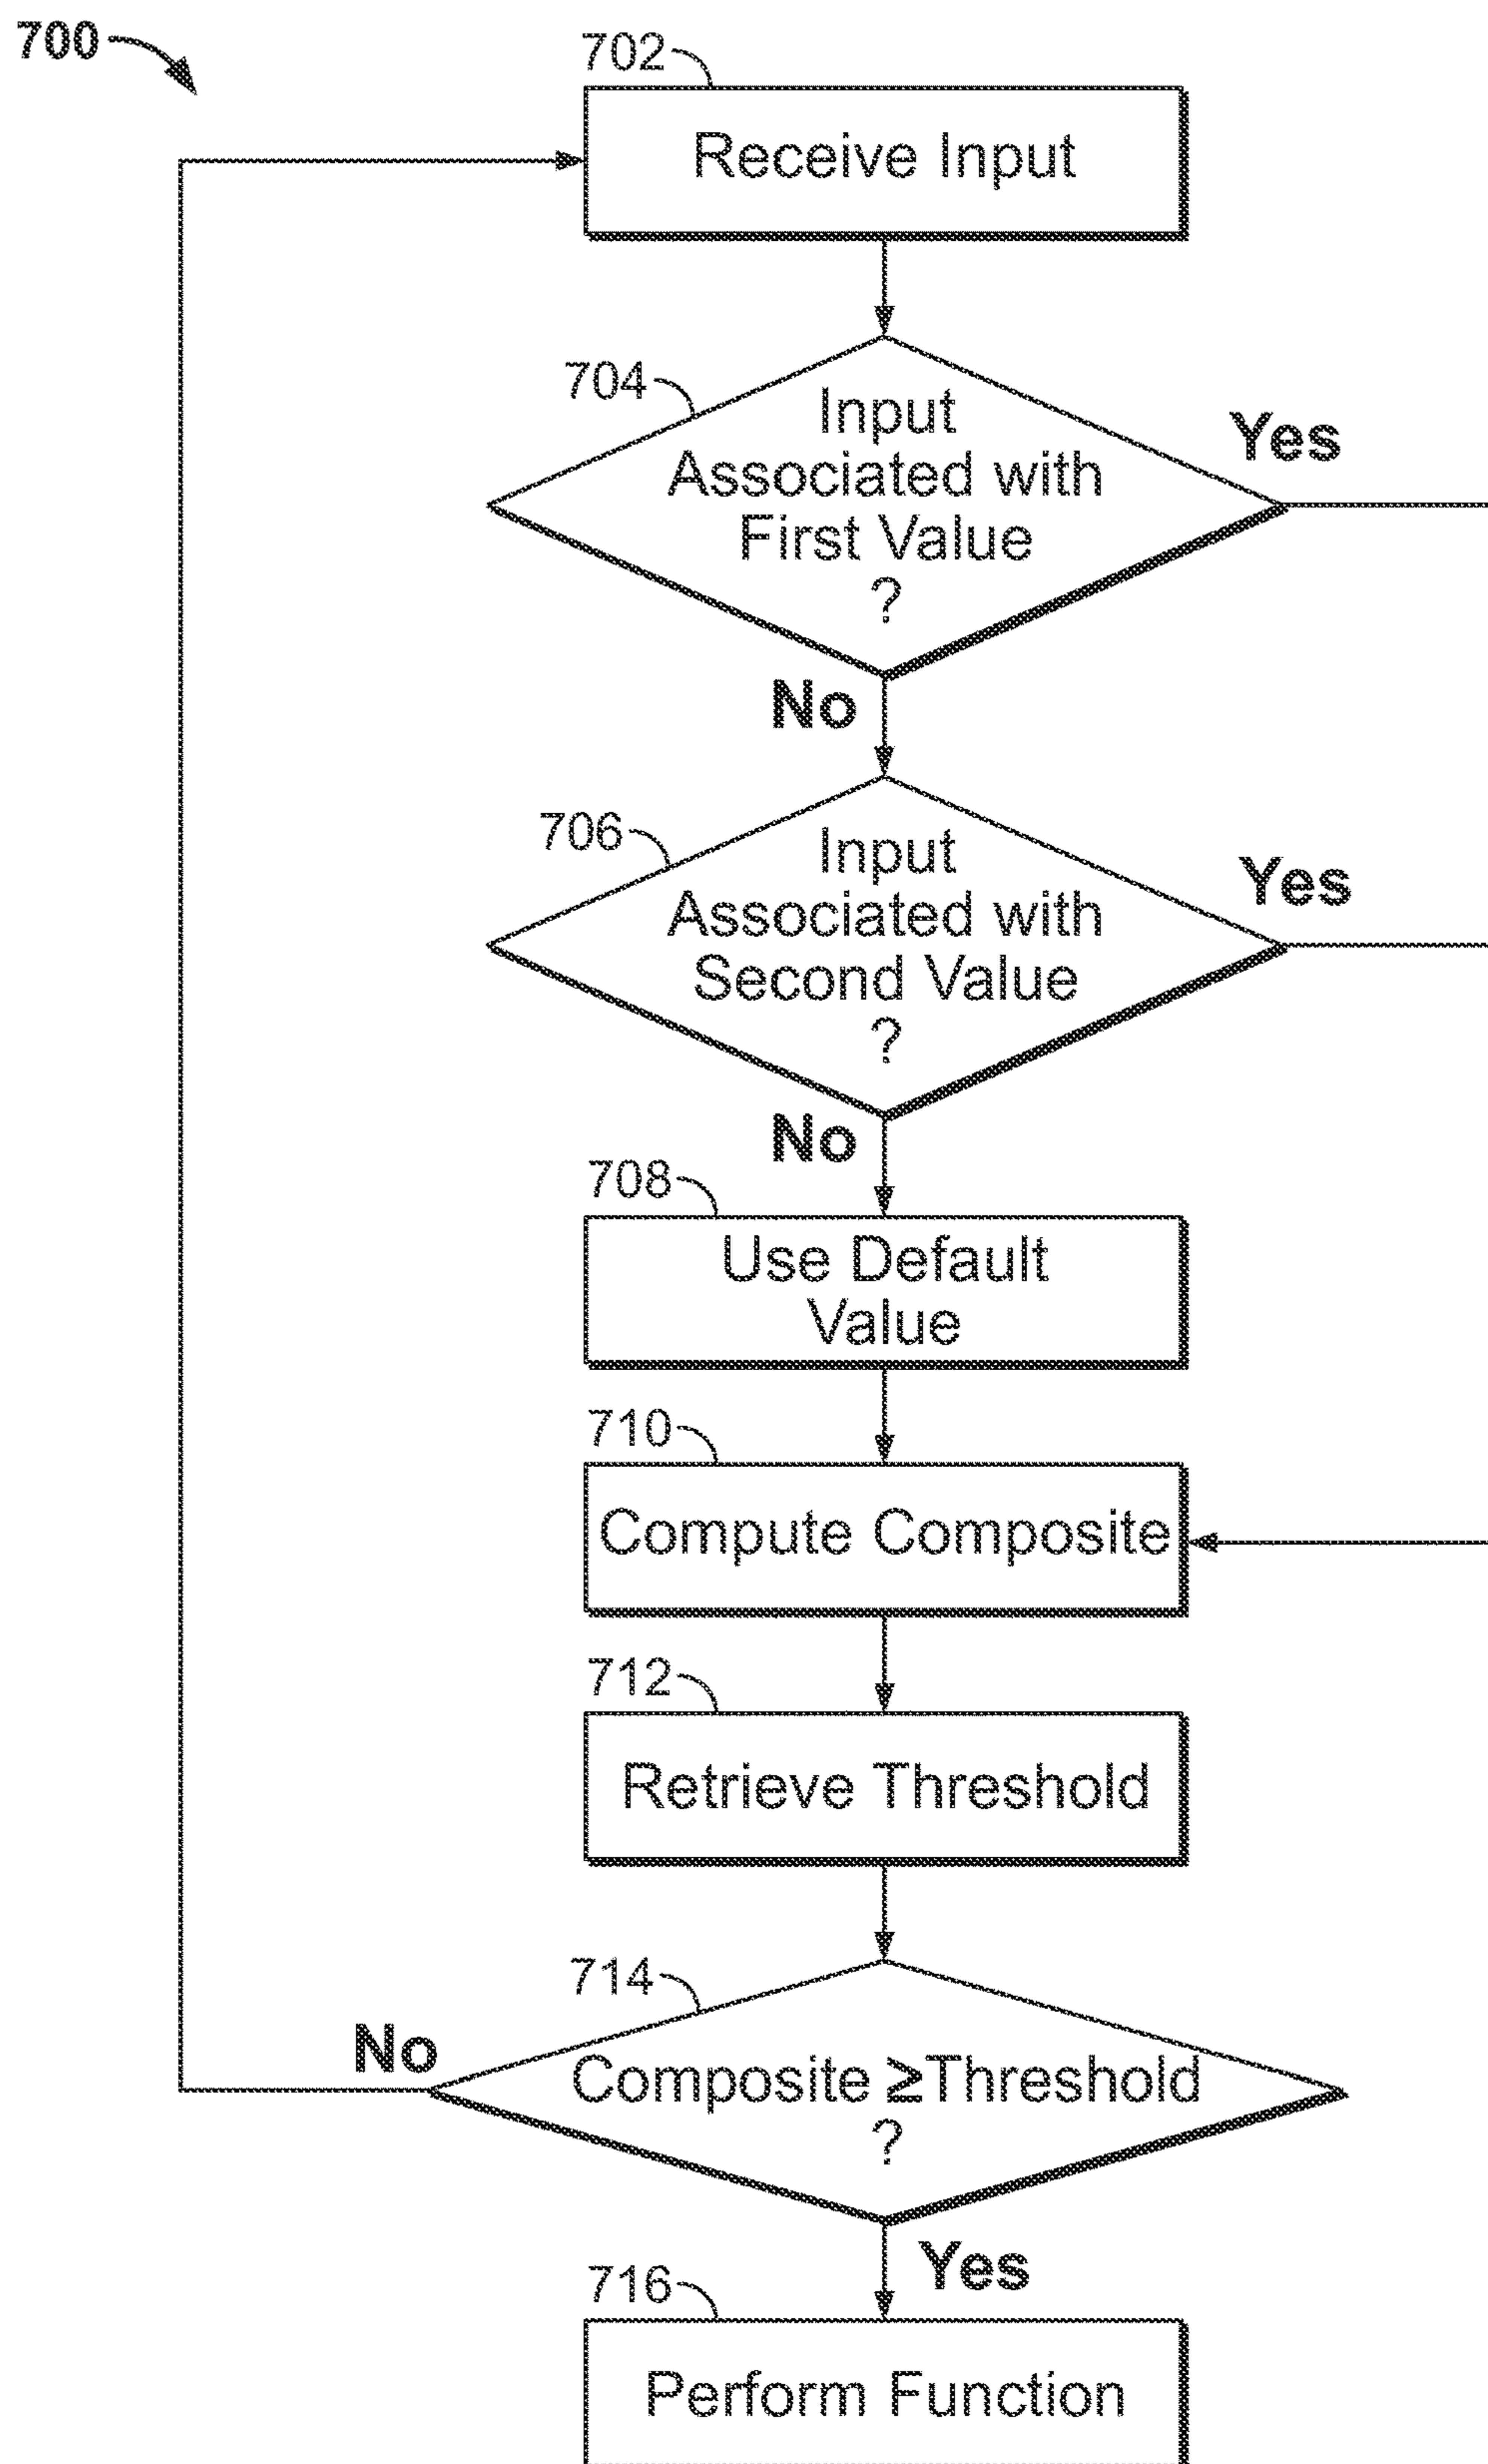 700
702
Receive Input
704
Input
Associated with
First Value
?
Yes
No
706
Input
Associated with
Second Value
?
Yes
No
708
Use Default
Value
710
Compute Composite
712
Retrieve Threshold
714
No
Composite ≥Threshold
?
Yes
716
Perform Function